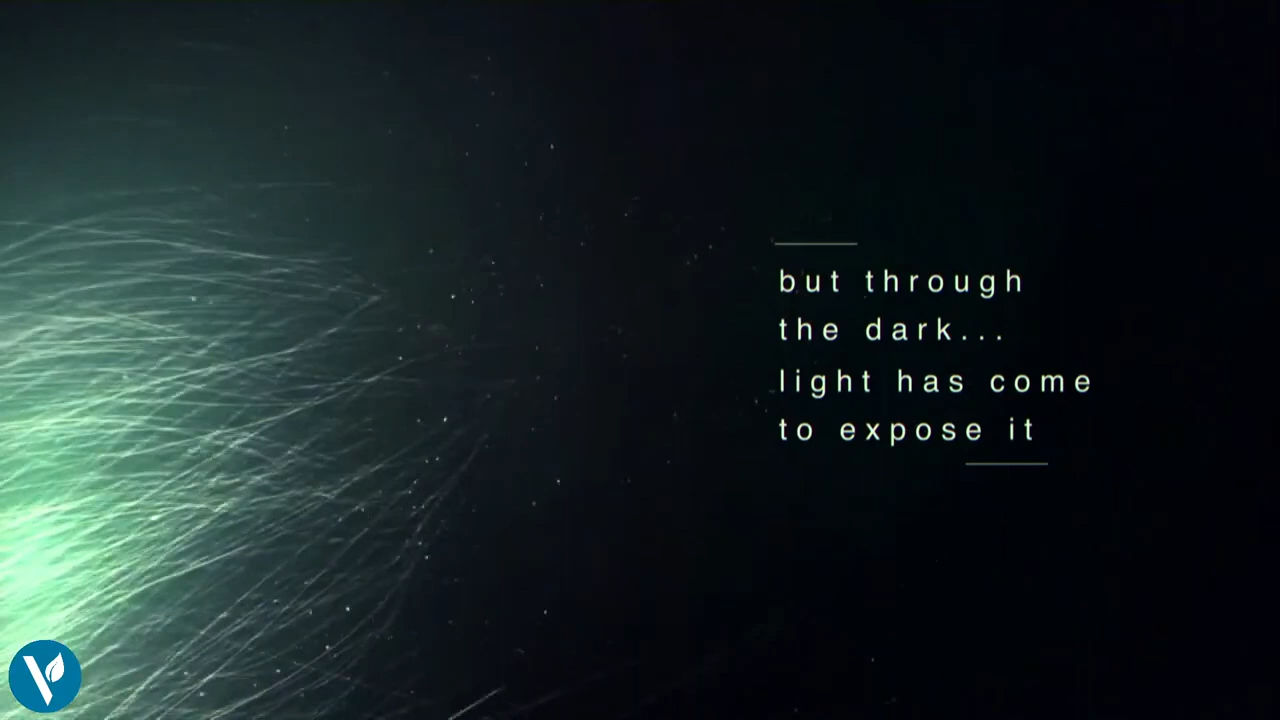 but through
the dark...
light has come
to expose it